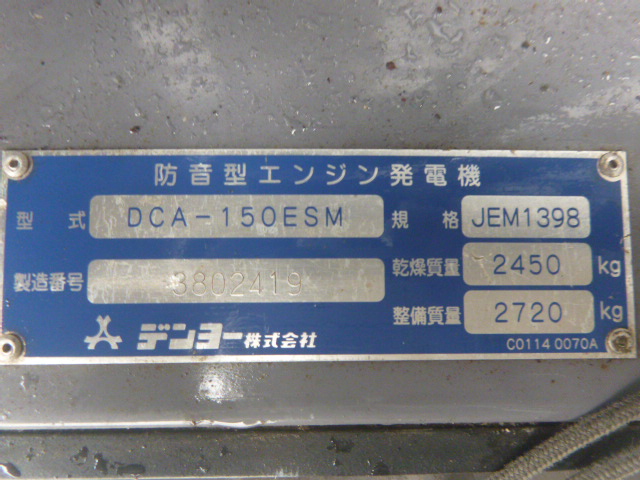 防音型エンジン発電機
型式 DCA-150ESM 規格 JEM1398
製造番号 3802419 乾燥質量 2450 kg
整備質量 2720 kg
デンヨー株式会社
C0114 0070A